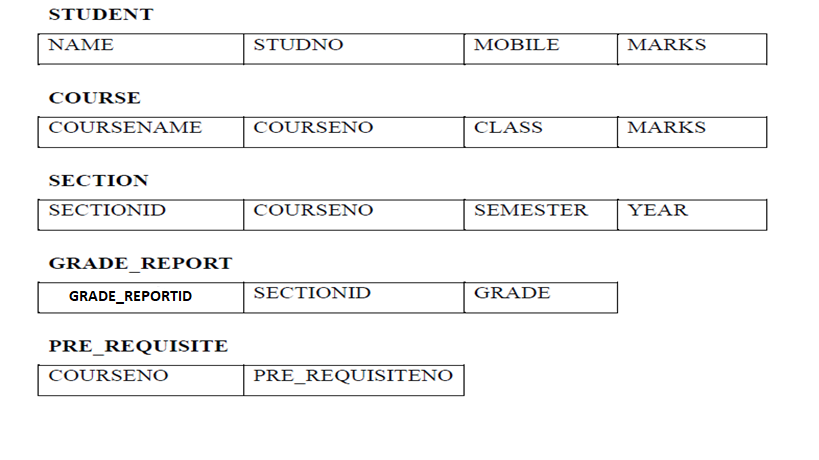 STUDENT
NAME STUDNO MOBILE MARKS
COURSE
COURSENAME COURSENO CLASS MARKS
SECTION
SECTIONID COURSENO SEMESTER YEAR
GRADE_REPORT
GRADE_REPORTID SECTIONID GRADE
PRE_REQUISITE
COURSENO PRE_REQUISITENO